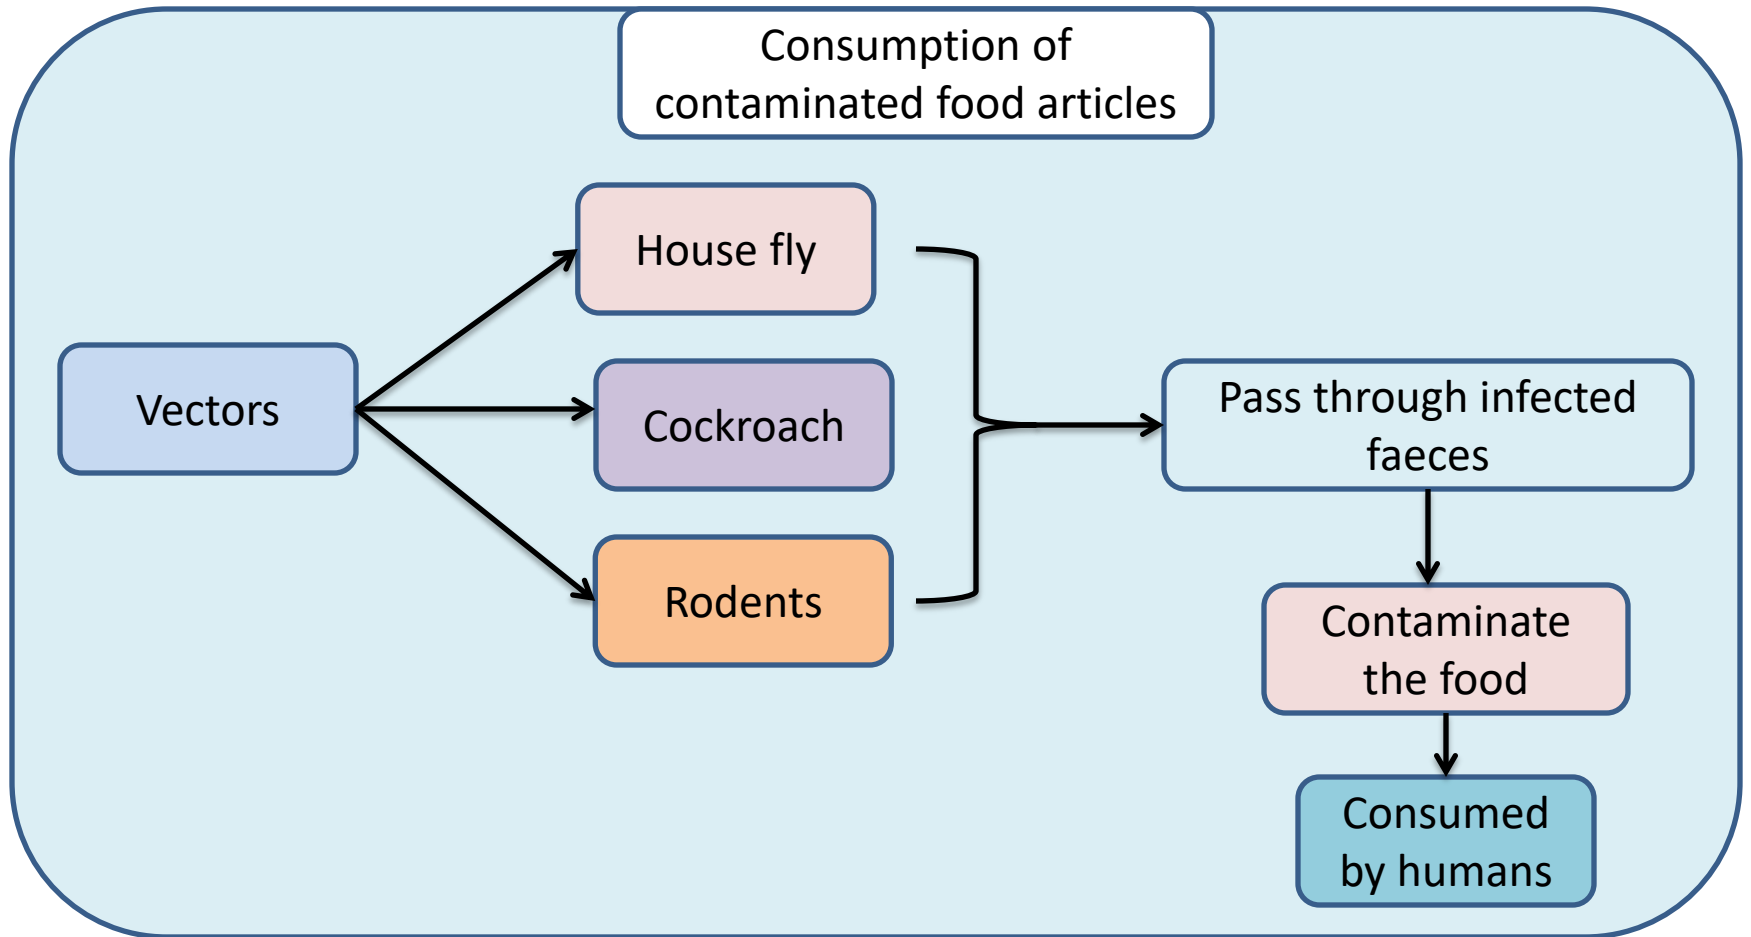 Consumption of
contaminated food articles
House fly
Vectors
Cockroach
Rodents
Pass through infected
faeces
Contaminate
the food
Consumed
by humans